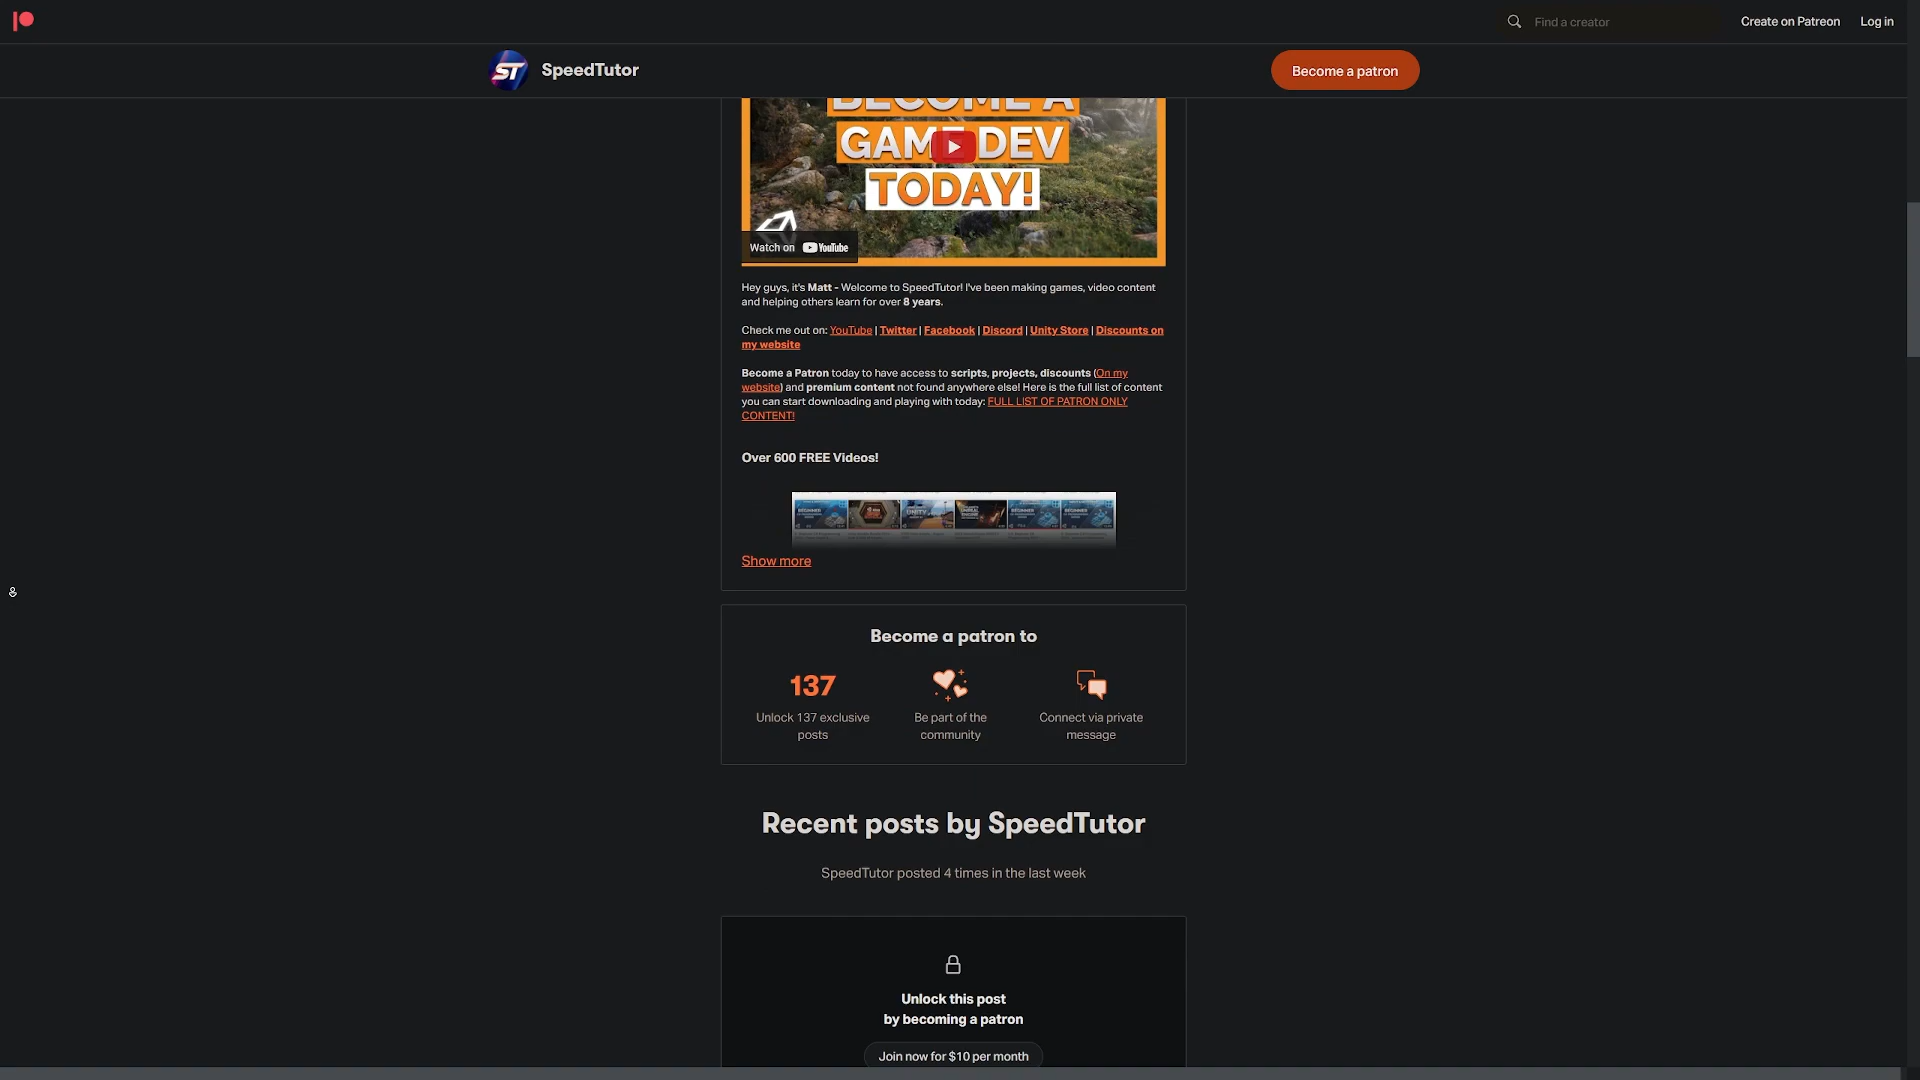 Find a creator
Create on Patreon
Log in
ST
SpeedTutor
Become a patron
BECOME A
GAME DEV
TODAY!
Watch on YouTube
Hey guys, it's Matt - Welcome to SpeedTutor! I've been making games, video content
and helping others learn for over 8 years.
Check me out on: YouTube | Twitter | Facebook | Discord | Unity Store | Discounts on
my website
Become a Patron today to have access to scripts, projects, discounts (On my
website) and premium content not found anywhere else! Here is the full list of content
you can start downloading and playing with today: FULL LIST OF PATRON ONLY
CONTENT!
Over 600 FREE Videos!
Show more
Become a patron to
137
Unlock 137 exclusive
posts
Be part of the
community
Connect via private
message
Recent posts by SpeedTutor
SpeedTutor posted 4 times in the last week
Unlock this post
by becoming a patron
Join now for $10 per month